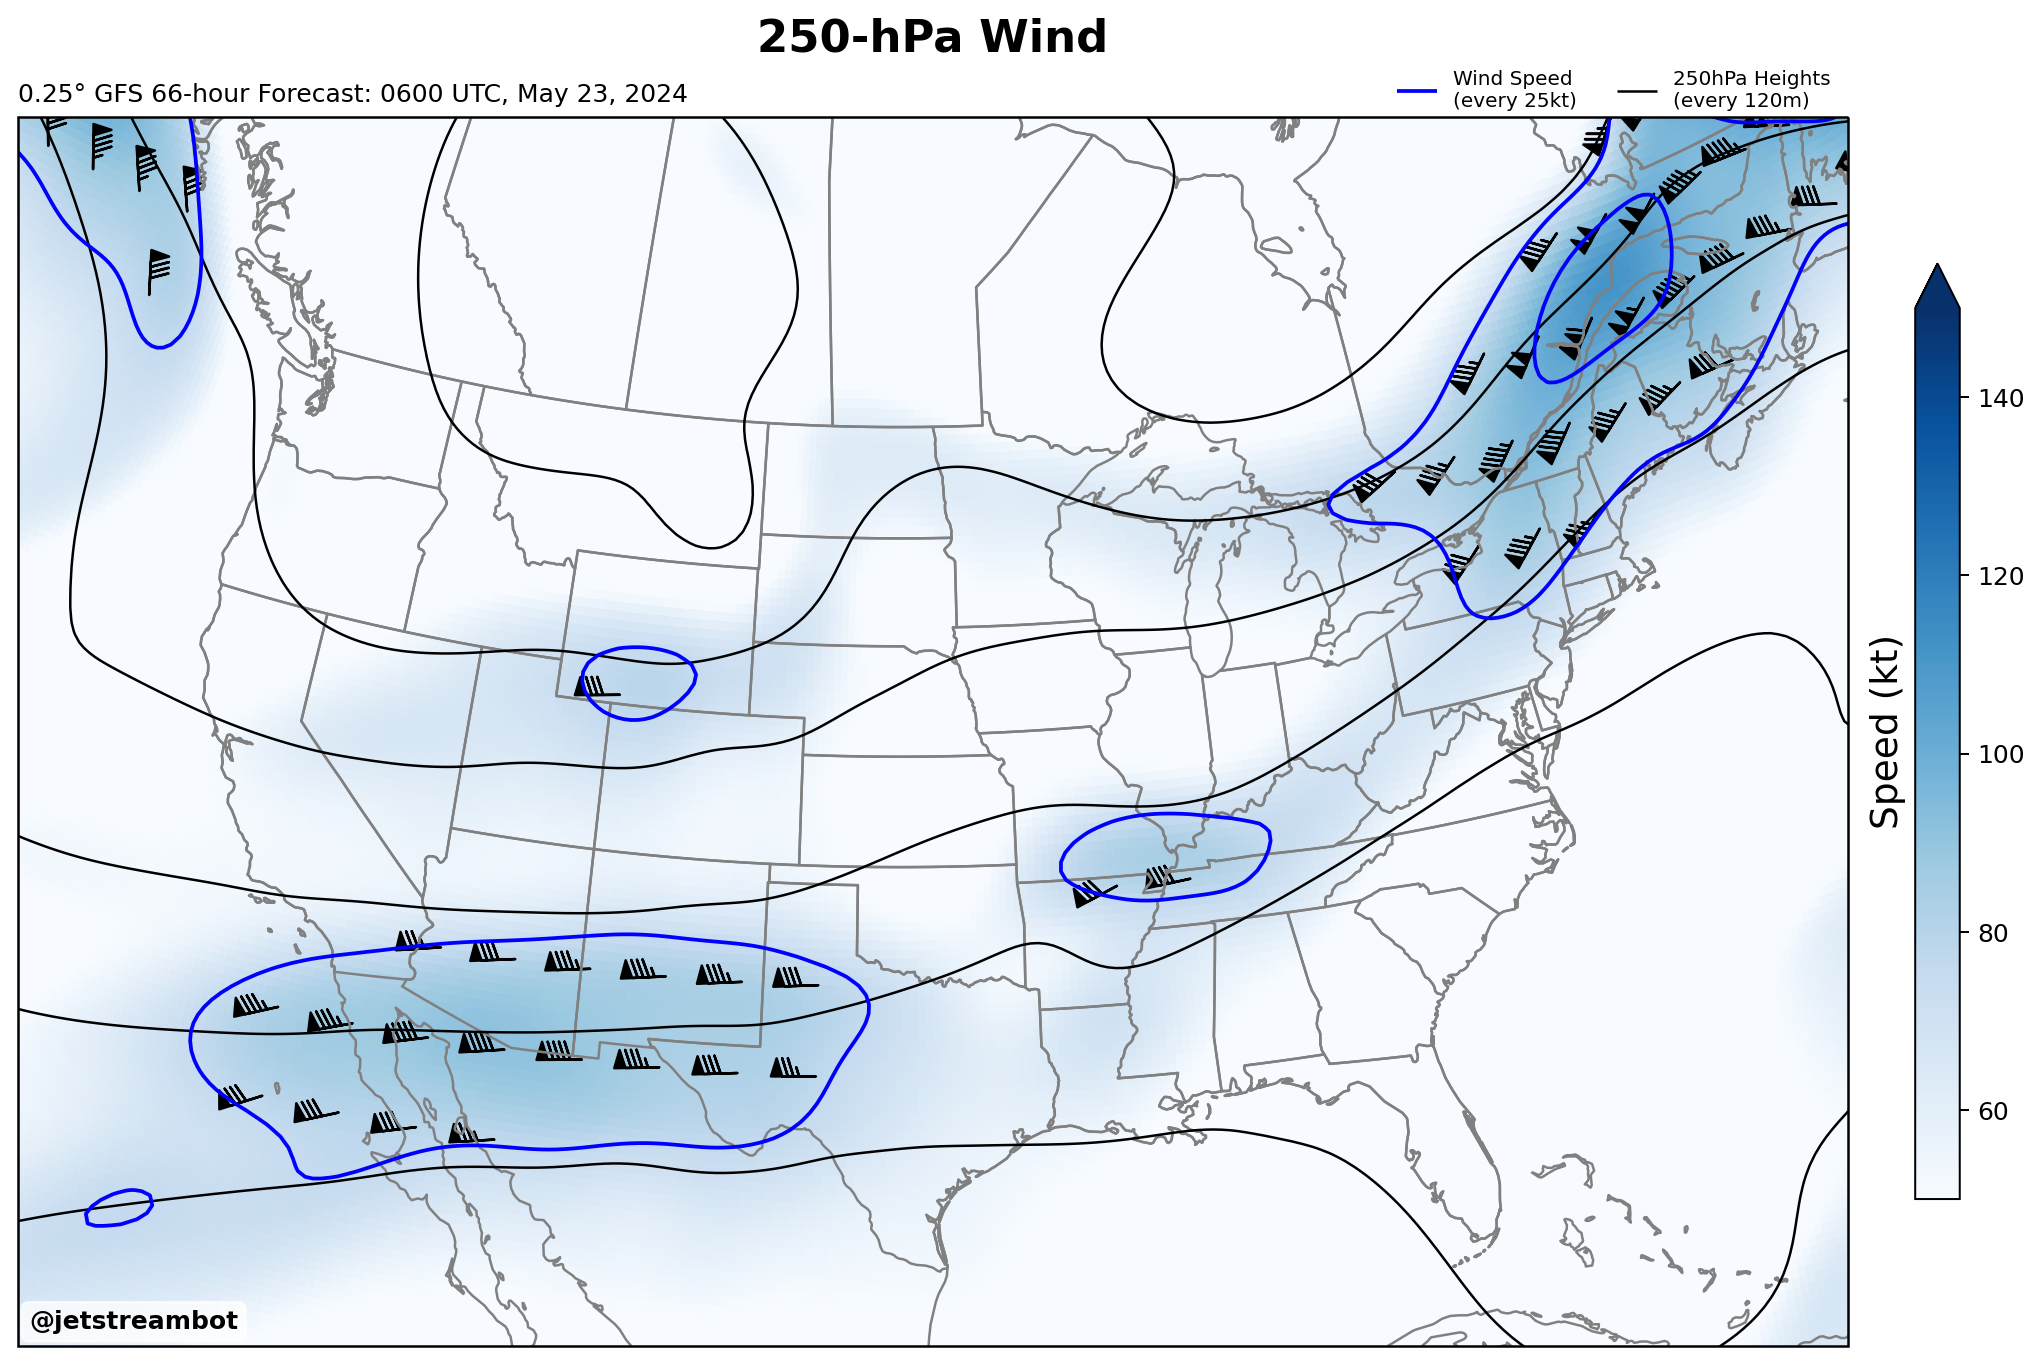 250-hPa Wind
0.25° GFS 66-hour Forecast: 0600 UTC, May 23, 2024
Wind Speed
(every 25kt)
250hPa Heights
(every 120m)
140
120
100
80
60
Speed (kt)
@jetstreambot